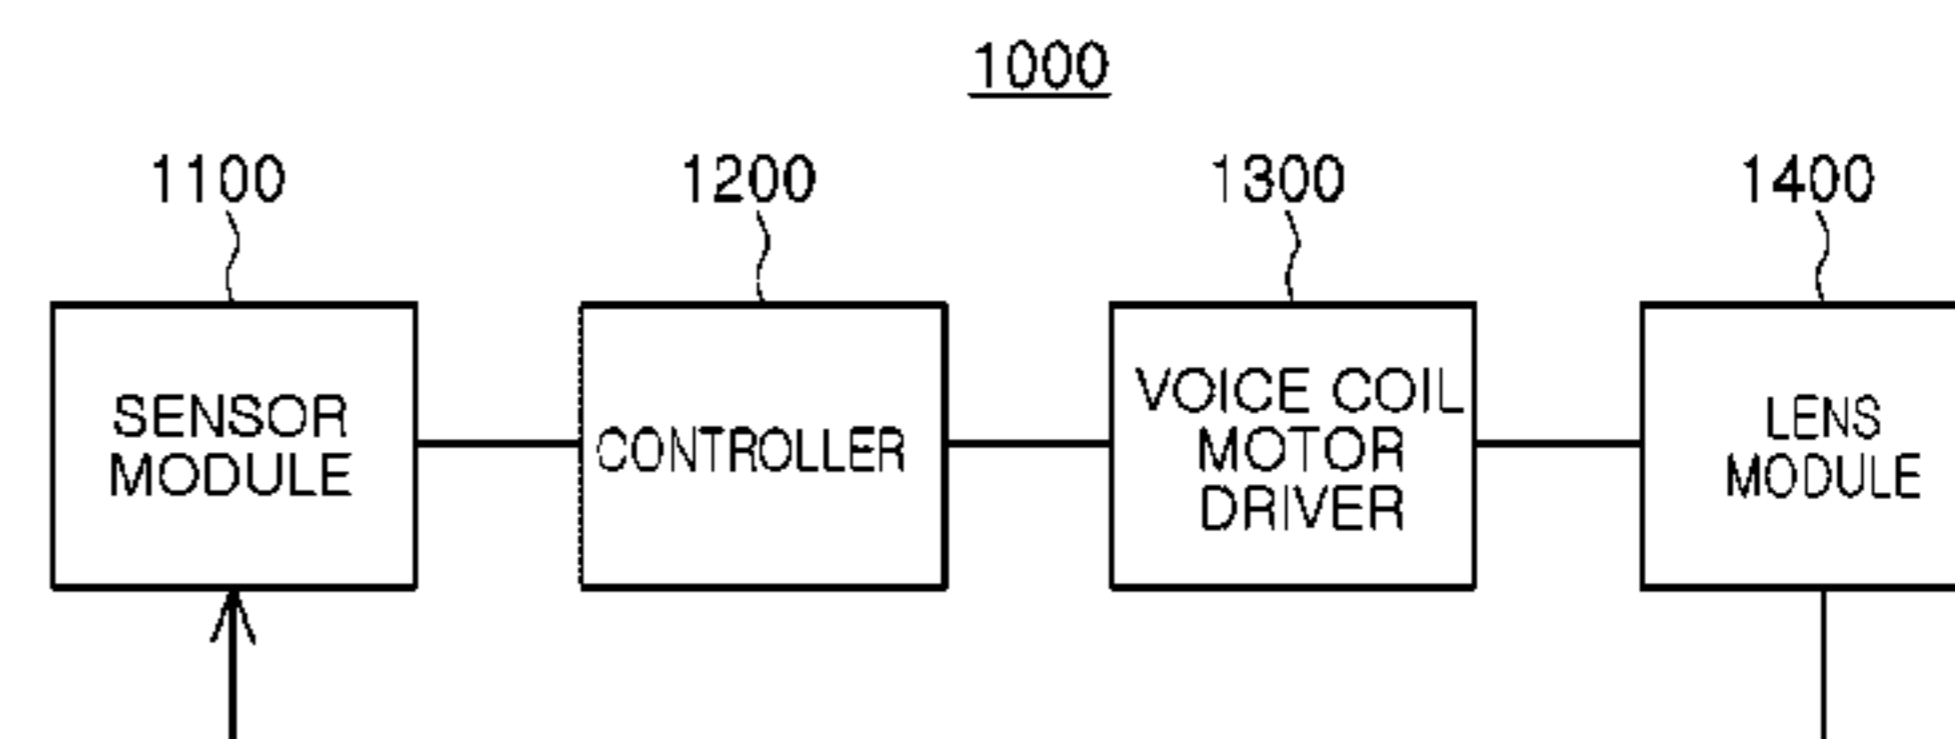 1000
1100
1200
1300
1400
SENSOR
MODULE
CONTROLLER
VOICE COIL
MOTOR
DRIVER
LENS
MODULE